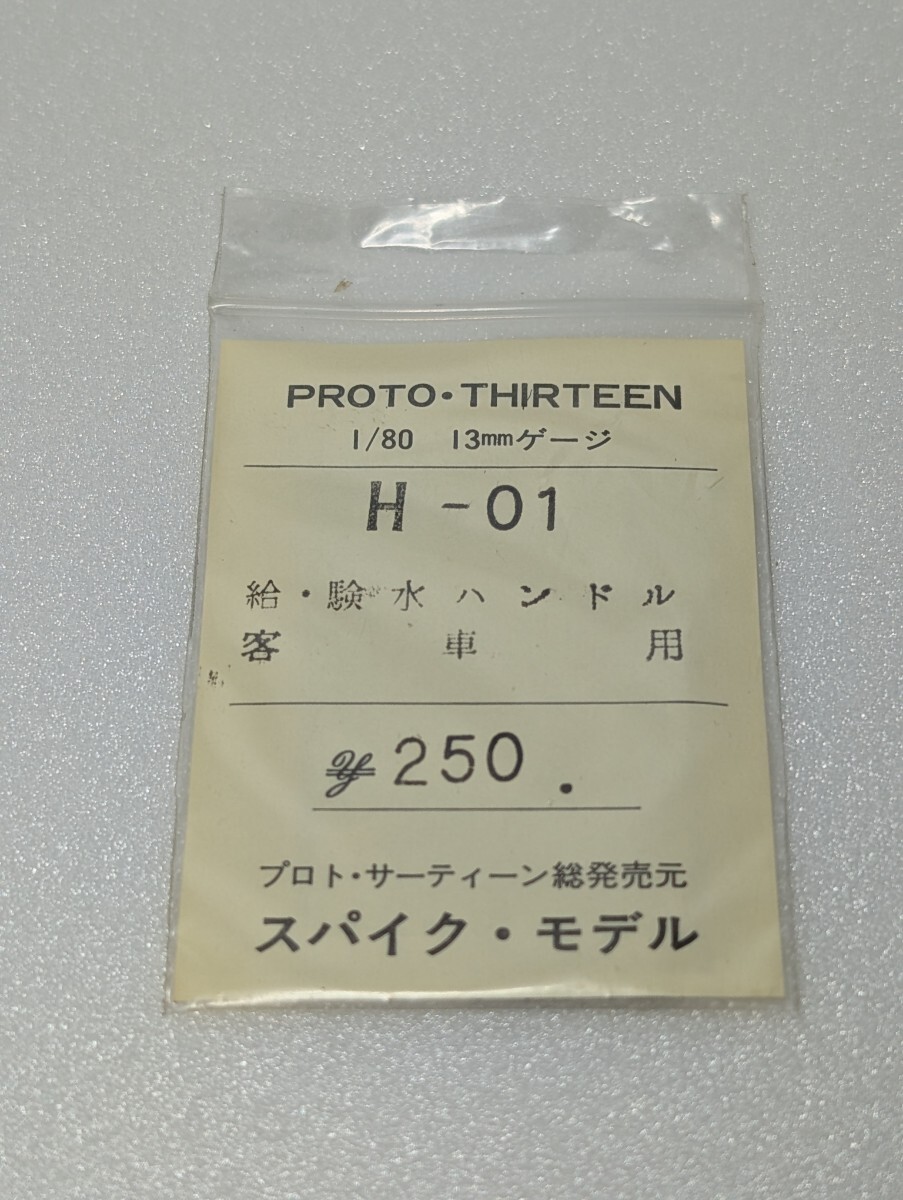 PROTO・THIRTEEN
1/80 13mmゲージ
H-01
給・験水ハンドル
客車用
¥250.
プロト・サーティーン総発売元
スパイク・モデル